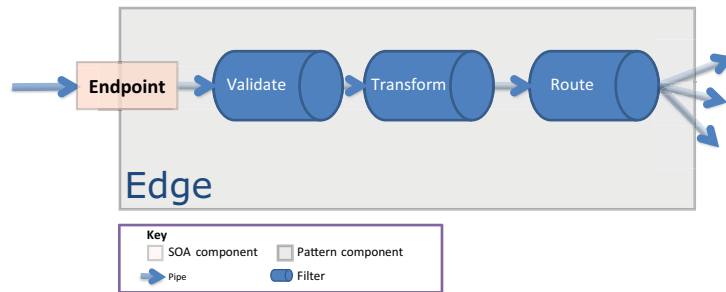 Endpoint
Validate
Transform
Route
Edge
Key
SOA component
Pattern component
Pipe
Filter